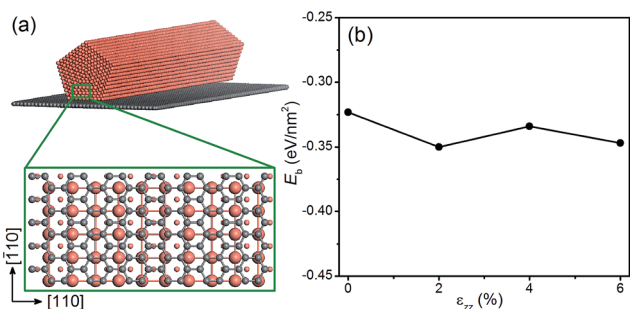 (a)
[1̄10]
[110]
(b)
-0.25
-0.30
-0.35
-0.40
-0.45
E_b (eV/nm²)
0
2
4
6
ε_zz (%)